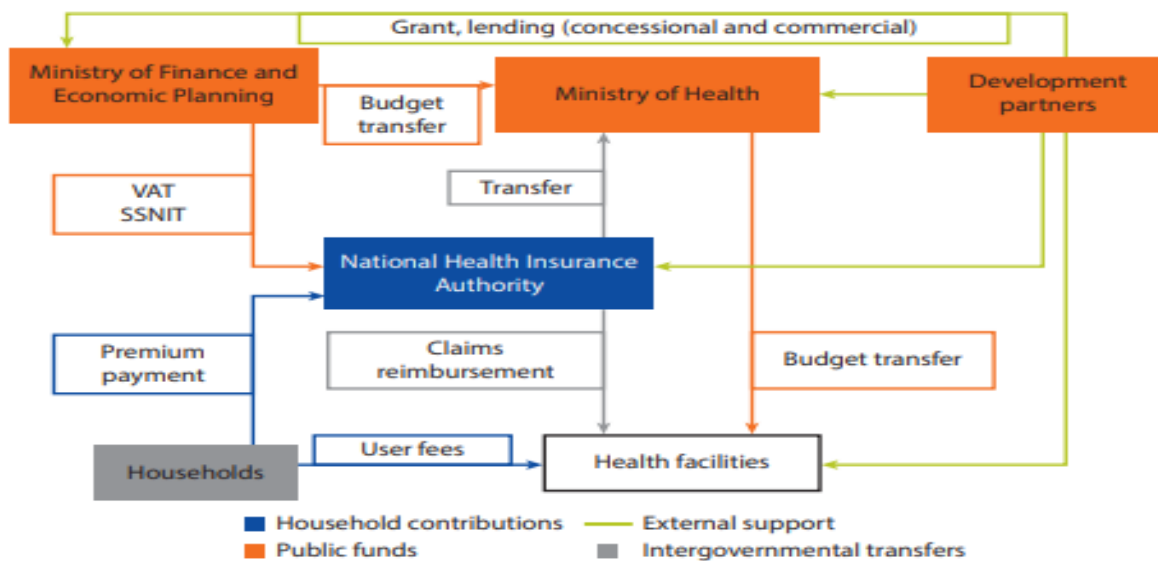 Grant, lending (concessional and commercial)
Ministry of Finance and
Economic Planning
Budget
transfer
Ministry of Health
Development
partners
VAT
SSNIT
Transfer
National Health Insurance
Authority
Premium
payment
Claims
reimbursement
Budget transfer
Households
User fees
Health facilities
Household contributions
External support
Public funds
Intergovernmental transfers